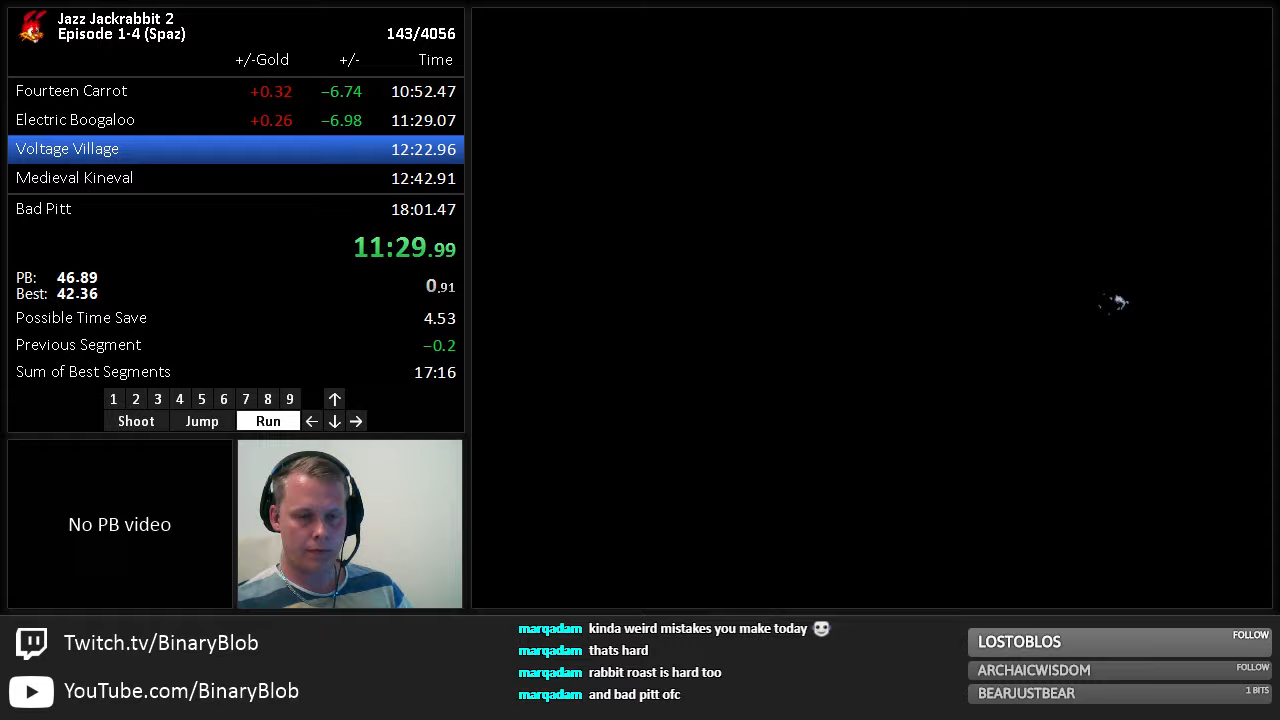 Jazz Jackrabbit 2
Episode 1-4 (Spaz) 143/4056
+/-Gold +/- Time
Fourteen Carrot +0.32 −6.74 10:52.47
Electric Boogaloo +0.26 −6.98 11:29.07
Voltage Village 12:22.96
Medieval Kineval 12:42.91
Bad Pitt 18:01.47
11:29.99
PB: 46.89
Best: 42.36 0.91
Possible Time Save 4.53
Previous Segment −0.2
Sum of Best Segments 17:16
1 2 3 4 5 6 7 8 9 ↑
Shoot Jump Run ← ↓ →
No PB video
Twitch.tv/BinaryBlob
YouTube.com/BinaryBlob
marqadam kinda weird mistakes you make today
marqadam thats hard
marqadam rabbit roast is hard too
marqadam and bad pitt ofc
LOSTOBLOS FOLLOW
ARCHAICWISDOM FOLLOW
BEARJUSTBEAR 1 BITS